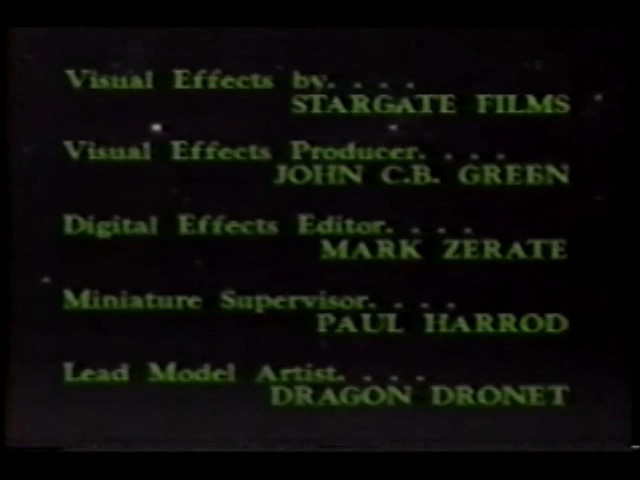 Visual Effects by. . . .
STARGATE FILMS
Visual Effects Producer. . . .
JOHN C.B. GREEN
Digital Effects Editor. . . .
MARK ZERATE
Miniature Supervisor. . . .
PAUL HARROD
Lead Model Artist. . . .
DRAGON DRONET